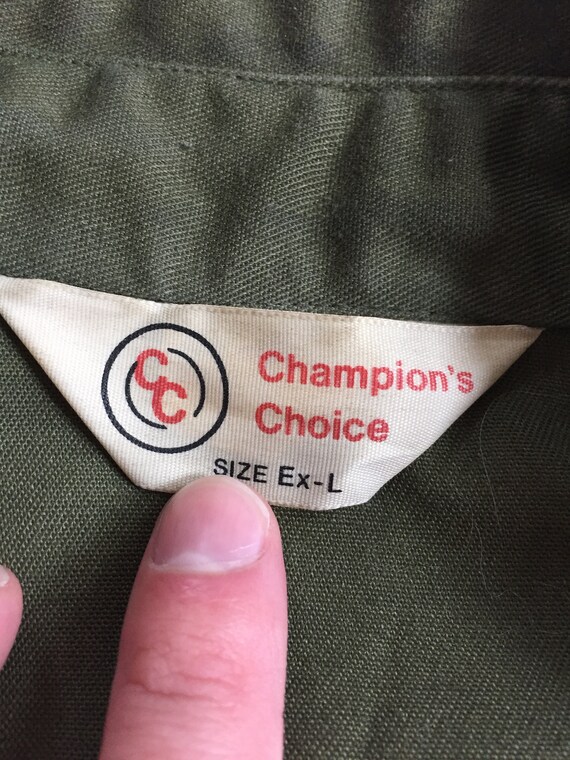 CC
Champion's
Choice
SIZE Ex-L